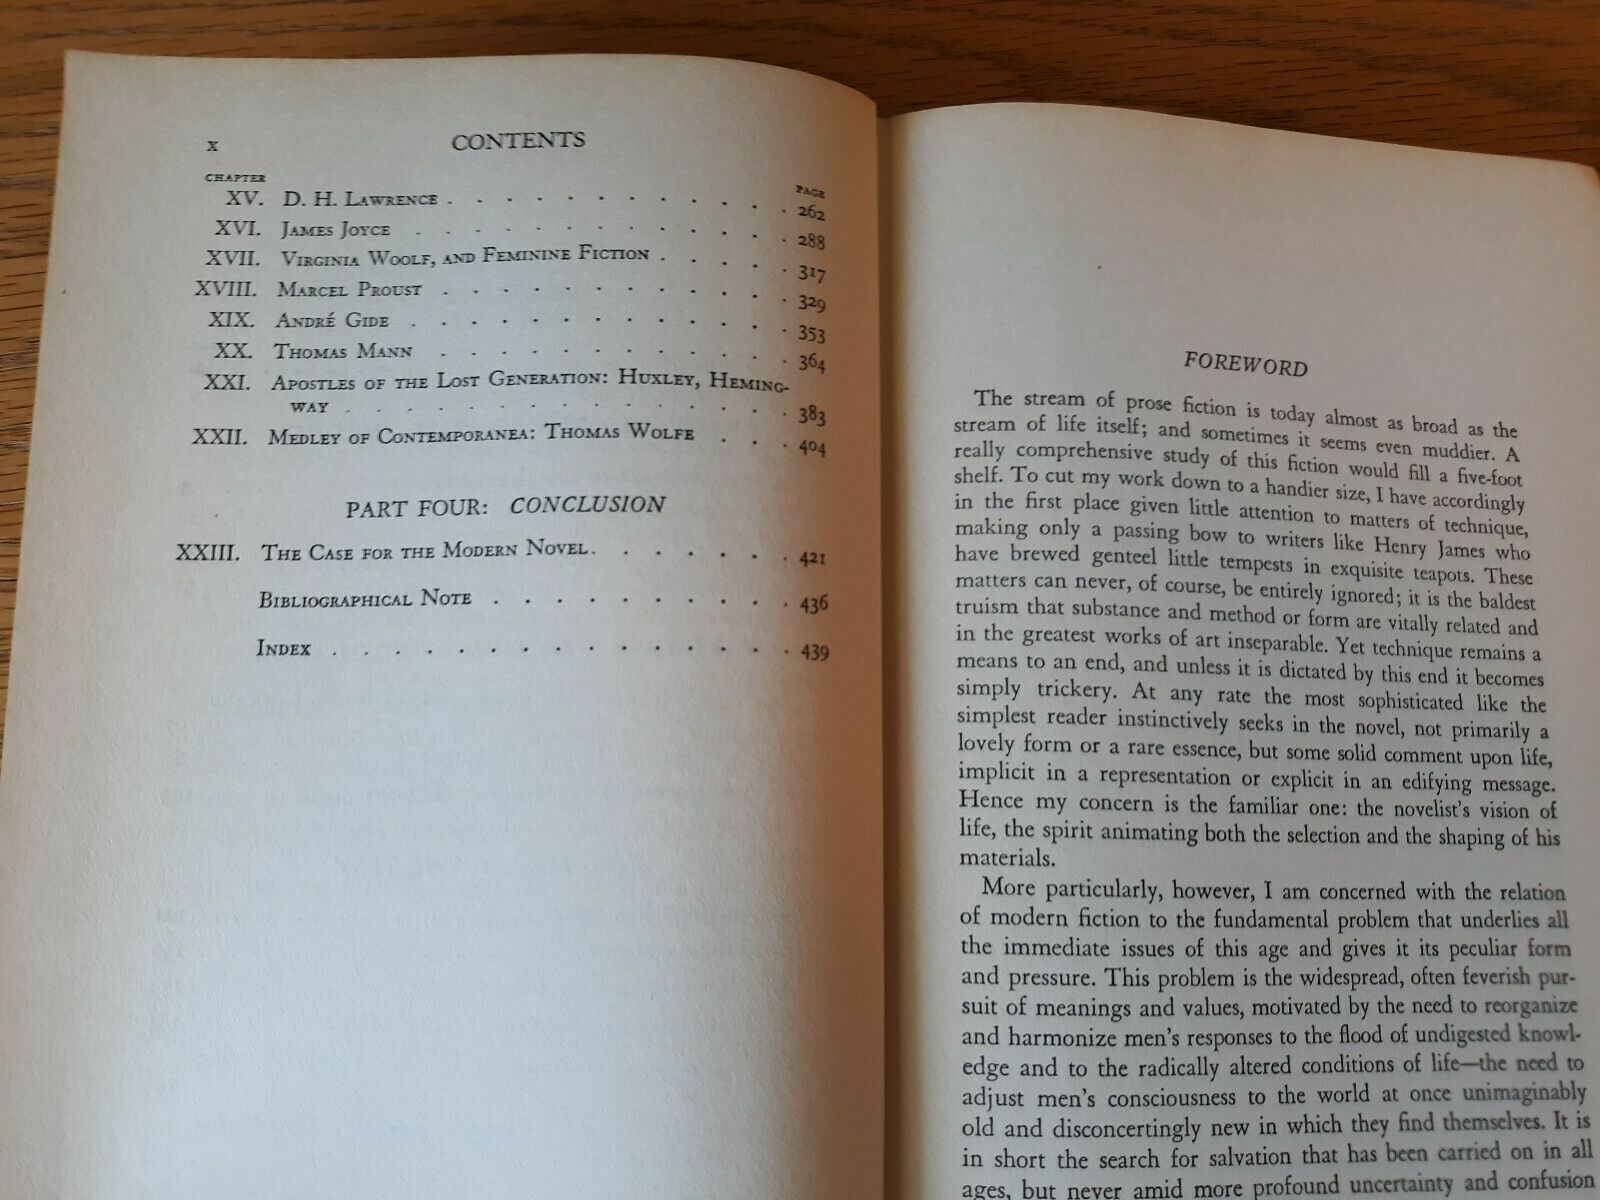 x CONTENTS
CHAPTER PAGE
XV. D. H. Lawrence . . . . . . . . . . . . 262
XVI. James Joyce . . . . . . . . . . . . . 288
XVII. Virginia Woolf, and Feminine Fiction . . . . . 317
XVIII. Marcel Proust . . . . . . . . . . . . 329
XIX. André Gide . . . . . . . . . . . . . 353
XX. Thomas Mann . . . . . . . . . . . . 364
XXI. Apostles of the Lost Generation: Huxley, Heming-
way . . . . . . . . . . . . . . . 383
XXII. Medley of Contemporanea: Thomas Wolfe . . . 404
PART FOUR: CONCLUSION
XXIII. The Case for the Modern Novel. . . . . . . 421
Bibliographical Note . . . . . . . . . . 436
Index . . . . . . . . . . . . . . . 439
FOREWORD
The stream of prose fiction is today almost as broad as the
stream of life itself; and sometimes it seems even muddier. A
really comprehensive study of this fiction would fill a five-foot
shelf. To cut my work down to a handier size, I have accordingly
in the first place given little attention to matters of technique,
making only a passing bow to writers like Henry James who
have brewed genteel little tempests in exquisite teapots. These
matters can never, of course, be entirely ignored; it is the baldest
truism that substance and method or form are vitally related and
in the greatest works of art inseparable. Yet technique remains a
means to an end, and unless it is dictated by this end it becomes
simply trickery. At any rate the most sophisticated like the
simplest reader instinctively seeks in the novel, not primarily a
lovely form or a rare essence, but some solid comment upon life,
implicit in a representation or explicit in an edifying message.
Hence my concern is the familiar one: the novelist's vision of
life, the spirit animating both the selection and the shaping of his
materials.
More particularly, however, I am concerned with the relation
of modern fiction to the fundamental problem that underlies all
the immediate issues of this age and gives it its peculiar form
and pressure. This problem is the widespread, often feverish pur-
suit of meanings and values, motivated by the need to reorganize
and harmonize men's responses to the flood of undigested knowl-
edge and to the radically altered conditions of life—the need to
adjust men's consciousness to the world at once unimaginably
old and disconcertingly new in which they find themselves. It is
in short the search for salvation that has been carried on in all
ages, but never amid more profound uncertainty and confusion